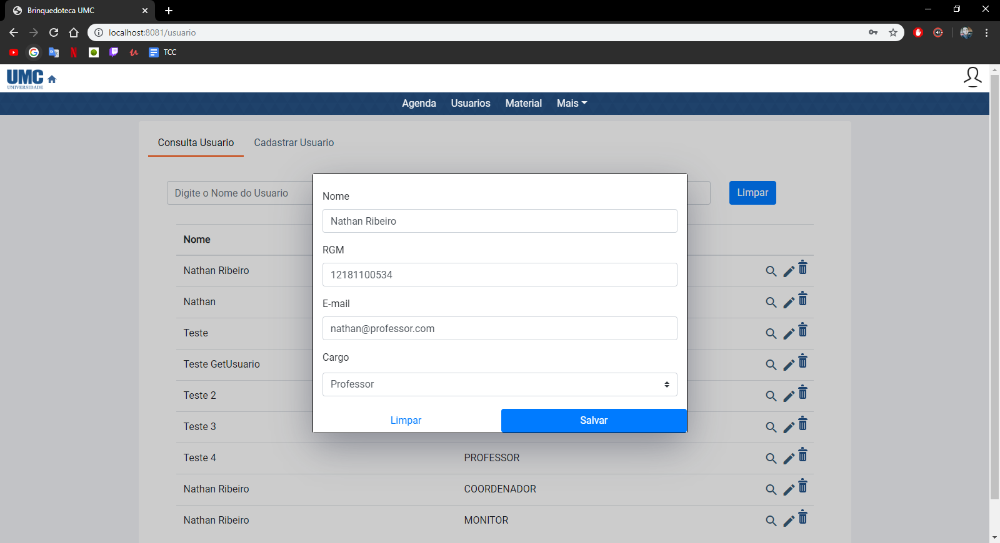 Brinquedoteca UMC
localhost:8081/usuario
TCC
UMC
UNIVERSIDADE
Agenda Usuarios Material Mais
Consulta Usuario Cadastrar Usuario
Digite o Nome do Usuario
Limpar
Nome
Nathan Ribeiro
RGM
12181100534
E-mail
nathan@professor.com
Cargo
Professor
Limpar Salvar
Nome
Nathan Ribeiro
Nathan
Teste
Teste GetUsuario
Teste 2
Teste 3
Teste 4 PROFESSOR
Nathan Ribeiro COORDENADOR
Nathan Ribeiro MONITOR